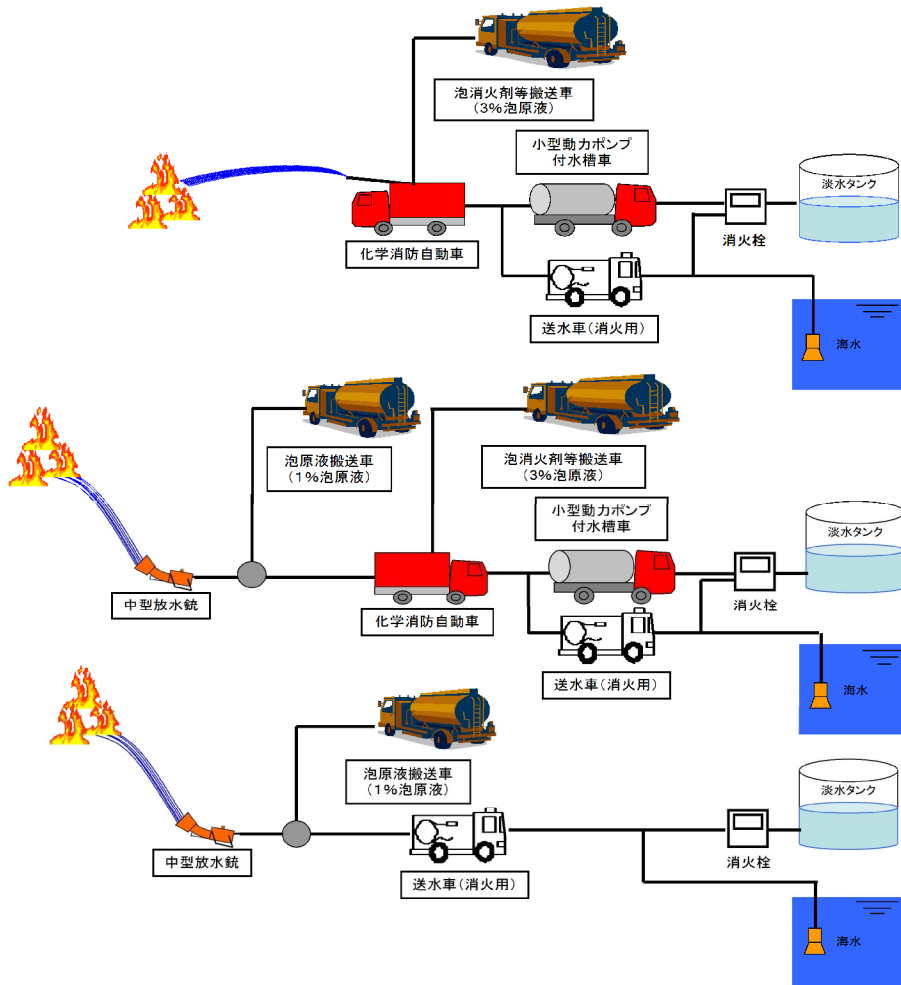 泡消火剤等搬送車
(3%泡原液)
小型動力ポンプ
付水槽車
淡水タンク
消火栓
化学消防自動車
送水車(消火用)
海水
泡原液搬送車
(1%泡原液)
泡消火剤等搬送車
(3%泡原液)
小型動力ポンプ
付水槽車
淡水タンク
消火栓
中型放水銃
化学消防自動車
送水車(消火用)
海水
泡原液搬送車
(1%泡原液)
淡水タンク
中型放水銃
消火栓
送水車(消火用)
海水